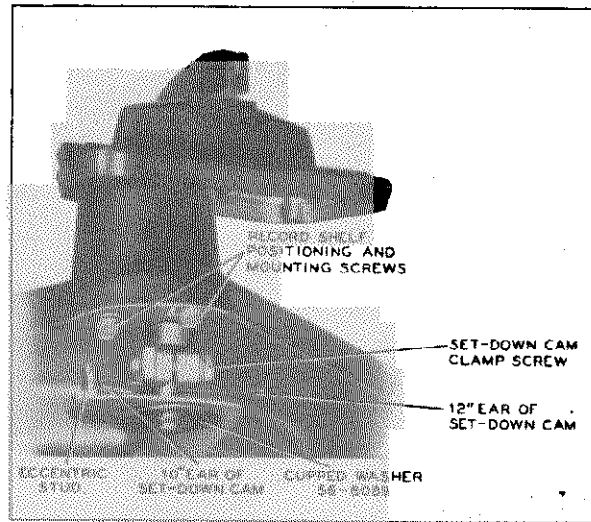 RECORD SHELF
POSITIONING AND
MOUNTING SCREWS
SET-DOWN CAM
CLAMP SCREW
12" EAR OF
SET-DOWN CAM
ECCENTRIC
STUD
10" EAR OF
SET-DOWN CAM
CUPPED WASHER